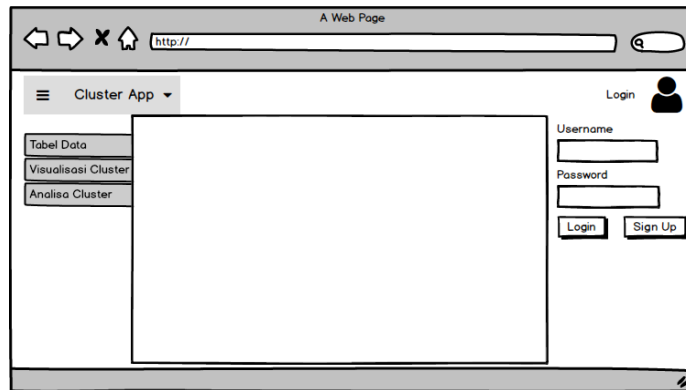 A Web Page
http://
Cluster App
Login
Tabel Data
Visualisasi Cluster
Analisa Cluster
Username
Password
Login
Sign Up